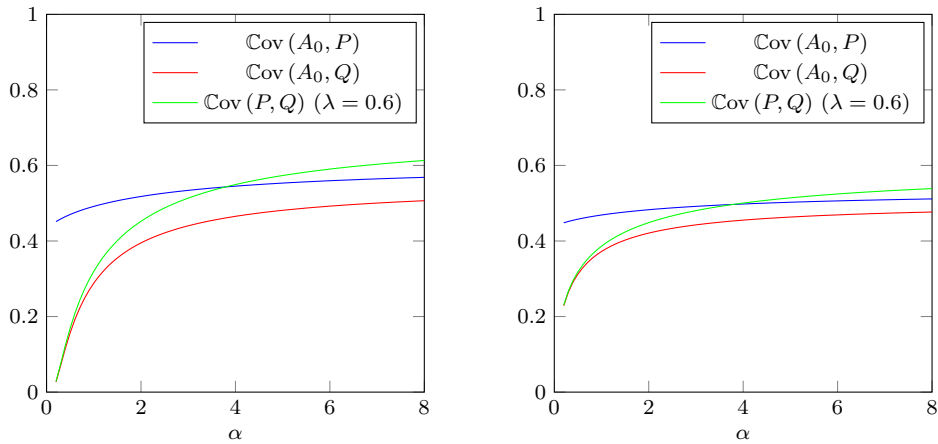 1
0.8
0.6
0.4
0.2
0
0 2 4 6 8
α
ℂov (A₀, P)
ℂov (A₀, Q)
ℂov (P, Q) (λ = 0.6)
1
0.8
0.6
0.4
0.2
0
0 2 4 6 8
α
ℂov (A₀, P)
ℂov (A₀, Q)
ℂov (P, Q) (λ = 0.6)